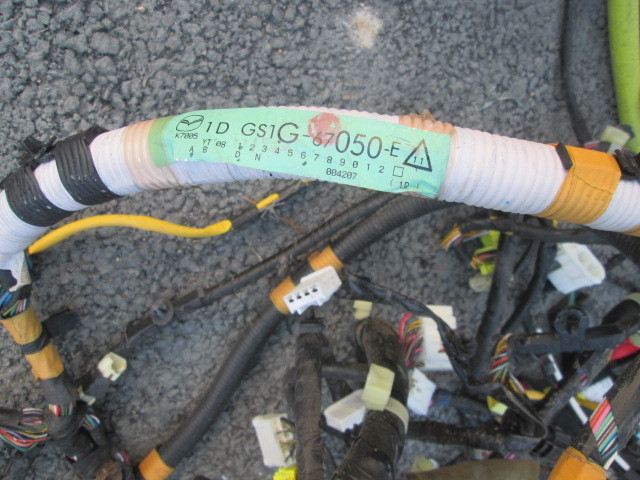 1D GS1G-67050-E 11
K7005 YT'08 1 2 3 4 5 6 7 8 9 0 1 2
A B D N
004207 (1D)